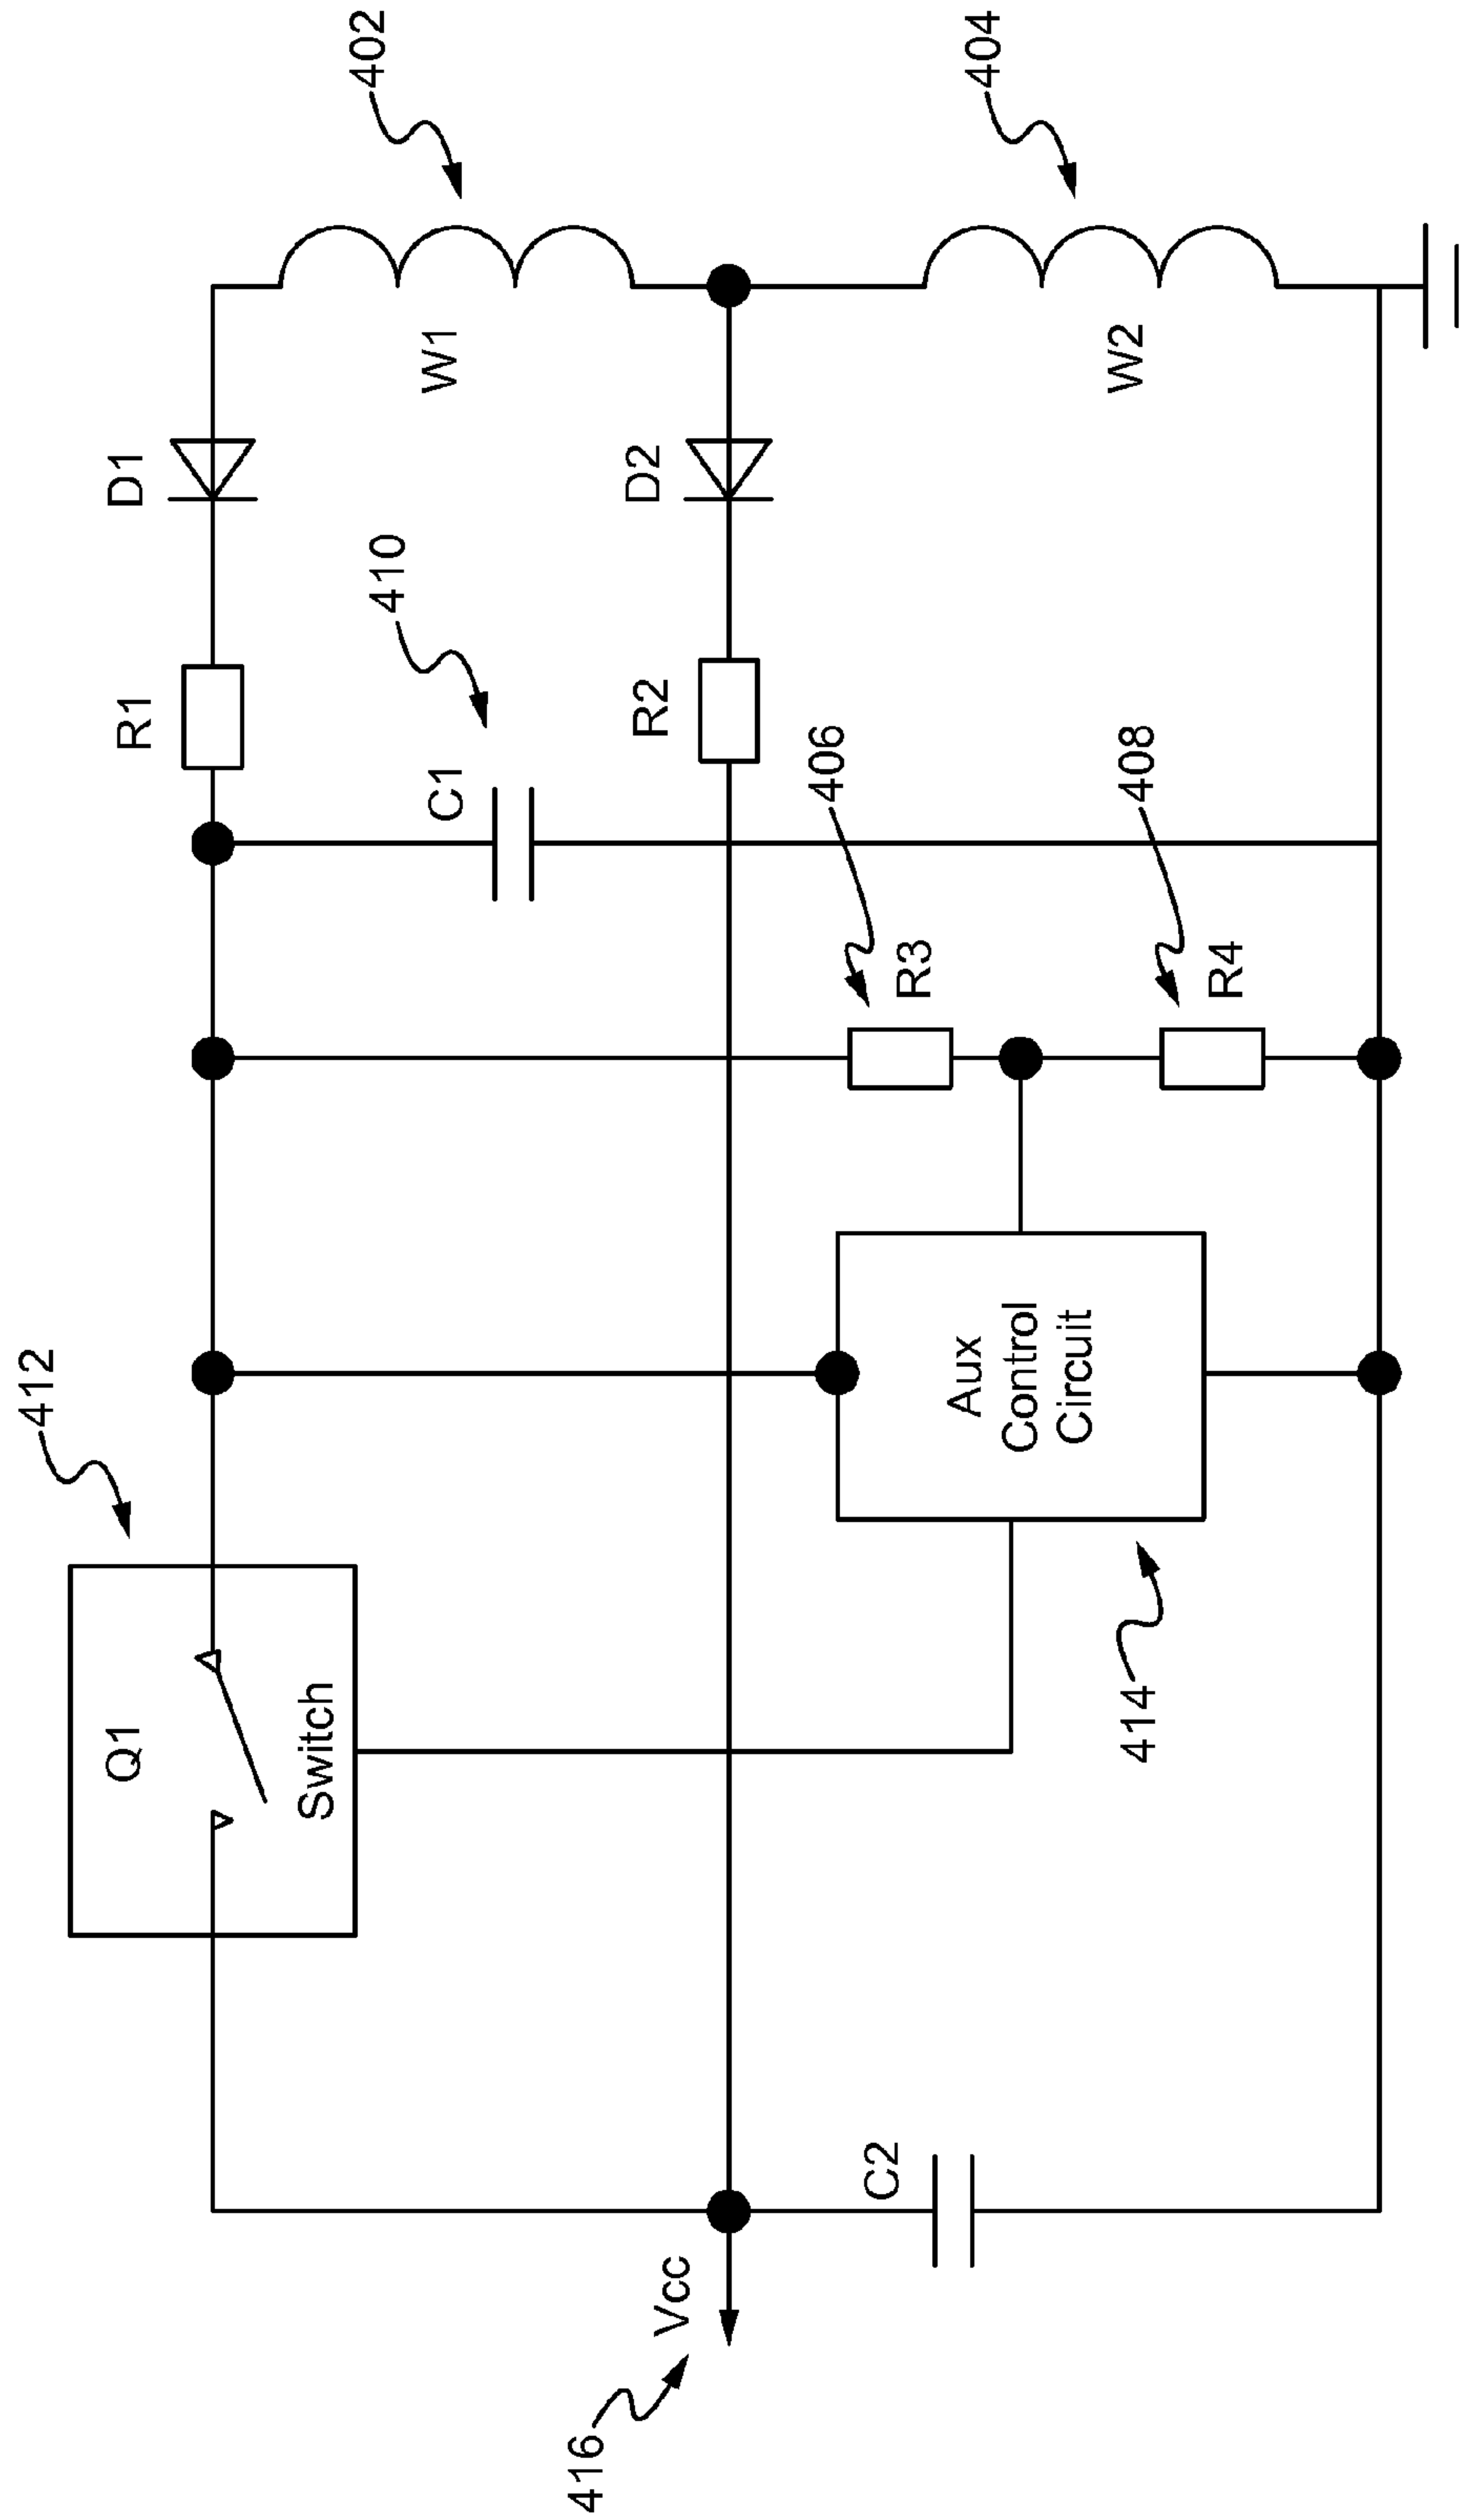 412
Q1
Switch
R1
D1
402
W1
410
C1
R2
D2
416
Vcc
406
R3
404
W2
C2
Aux
Control
Circuit
414
408
R4